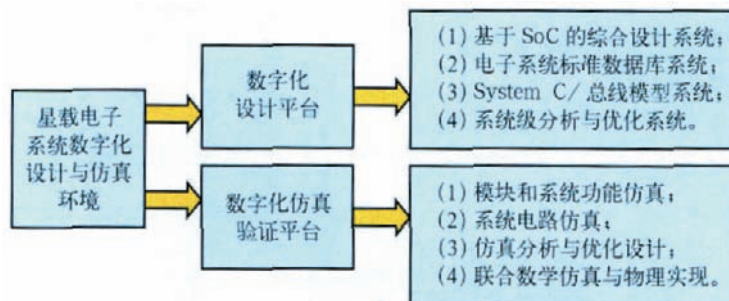 星载电子
系统数字化
设计与仿真
环境
数字化
设计平台
(1) 基于 SoC 的综合设计系统;
(2) 电子系统标准数据库系统;
(3) System C/ 总线模型系统;
(4) 系统级分析与优化系统。
数字化仿真
验证平台
(1) 模块和系统功能仿真;
(2) 系统电路仿真;
(3) 仿真分析与优化设计;
(4) 联合数学仿真与物理实现。